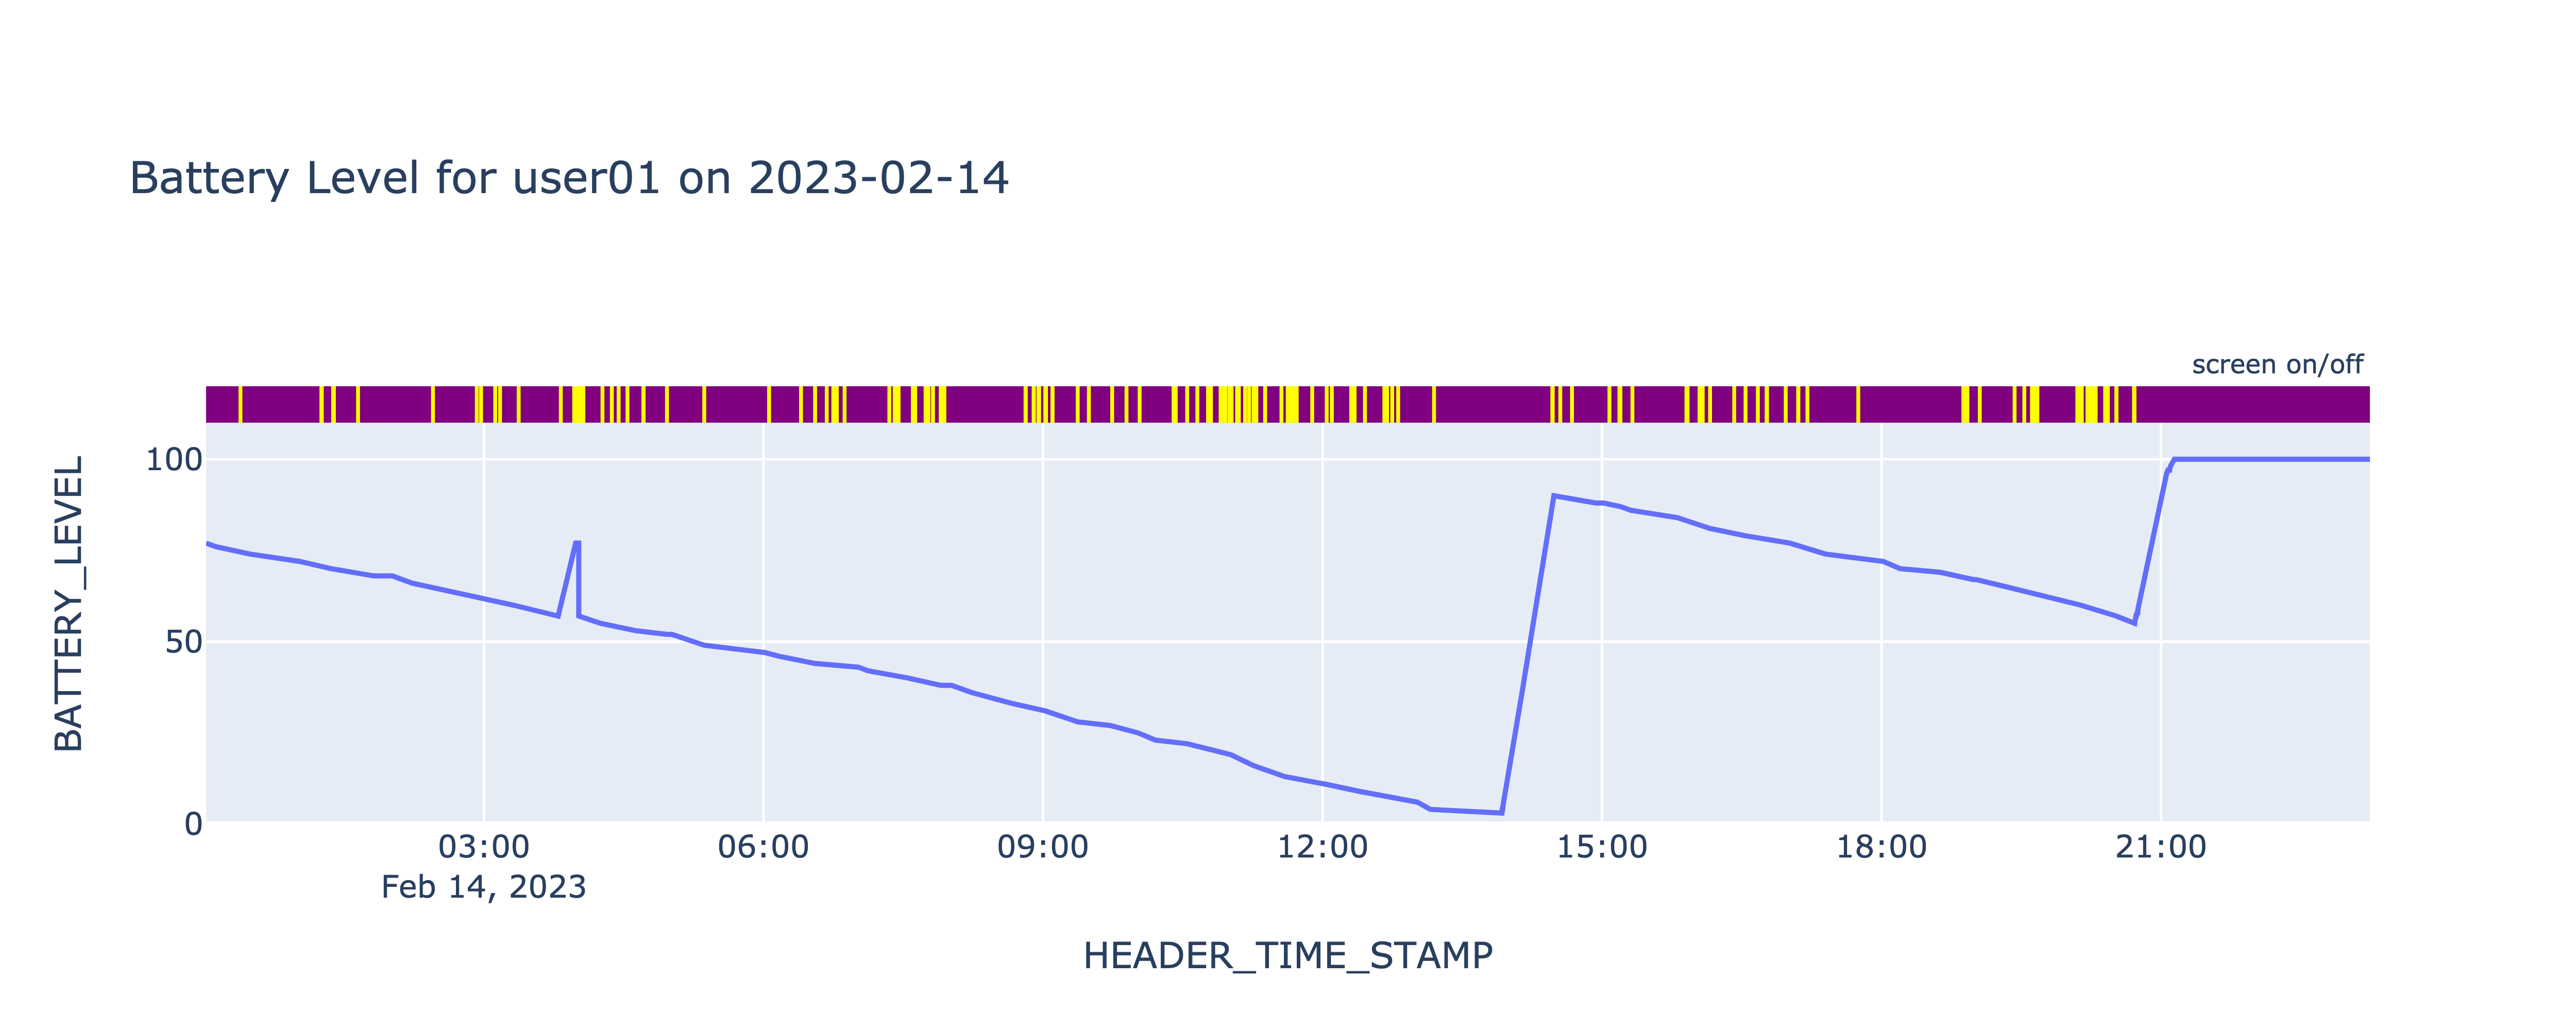 Battery Level for user01 on 2023-02-14
screen on/off
BATTERY_LEVEL
100
50
0
03:00 06:00 09:00 12:00 15:00 18:00 21:00
Feb 14, 2023
HEADER_TIME_STAMP